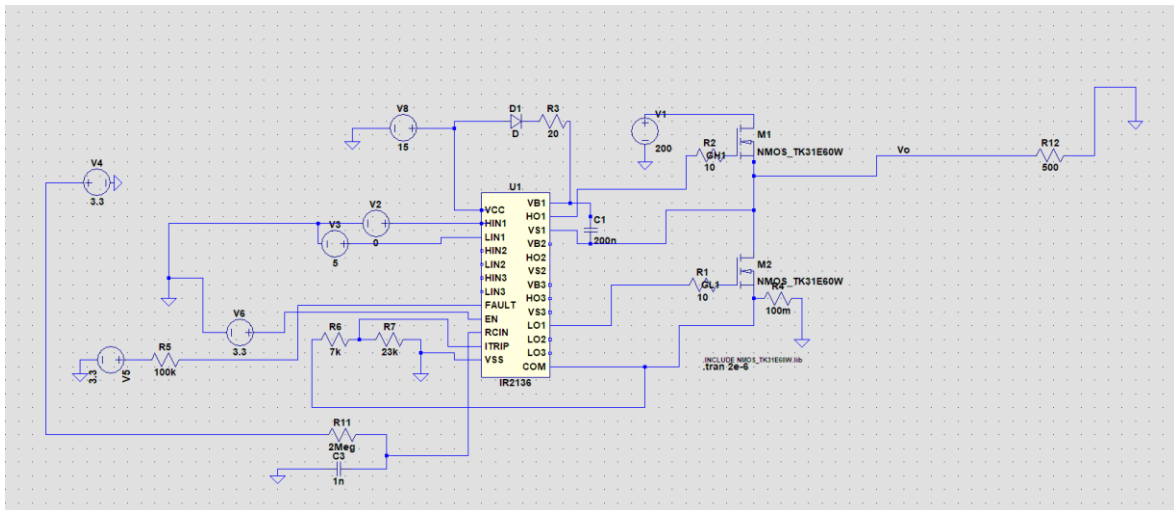 V8
15
D1
D
R3
20
V1
200
M1
NMOS_TK31E60W
R2
GH1
10
Vo
R12
500
V4
3.3
U1
VCC
HIN1
LIN1
HIN2
LIN2
HIN3
LIN3
FAULT
EN
RCIN
ITRIP
VSS
VB1
HO1
VS1
VB2
HO2
VS2
VB3
HO3
VS3
LO1
LO2
LO3
COM
IR2136
V2
0
V3
5
C1
200n
M2
NMOS_TK31E60W
R1
GL1
10
R4
100m
V6
3.3
R6
7k
R7
23k
3.3
V5
R5
100k
.INCLUDE NMOS_TK31E60W.lib
.tran 2e-6
R11
2Meg
C3
1n